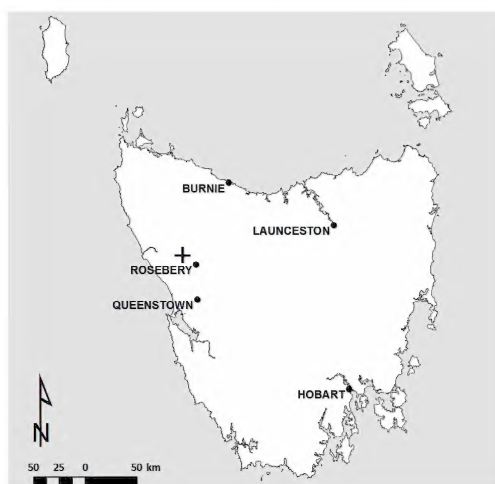 BURNIE
LAUNCESTON
ROSEBERY
QUEENSTOWN
HOBART
N
50 25 0 50 km